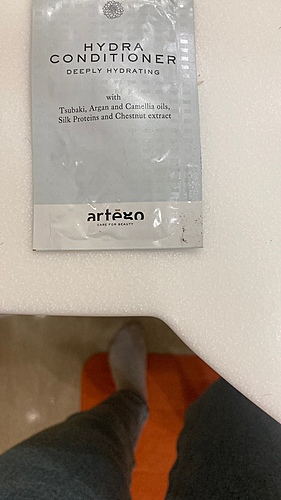 HYDRA
CONDITIONER
DEEPLY HYDRATING
with
Tsubaki, Argan and Camellia oils,
Silk Proteins and Chestnut extract
artègo
CARE FOR BEAUTY